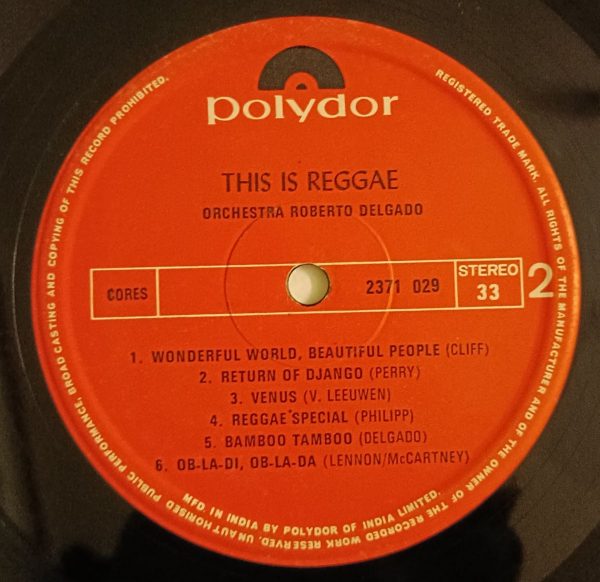 polydor
THIS IS REGGAE
ORCHESTRA ROBERTO DELGADO
CORES
2371 029
STEREO
33
2
1. WONDERFUL WORLD, BEAUTIFUL PEOPLE (CLIFF)
2. RETURN OF DJANGO (PERRY)
3. VENUS (V. LEEUWEN)
4. REGGAE SPECIAL (PHILIPP)
5. BAMBOO TAMBOO (DELGADO)
6. OB-LA-DI, OB-LA-DA (LENNON/McCARTNEY)
MFD. IN INDIA BY POLYDOR OF INDIA LIMITED.
REGISTERED TRADE MARK. ALL RIGHTS OF THE MANUFACTURER AND OF THE OWNER OF THE RECORDED WORK RESERVED. UNAUTHORISED PUBLIC PERFORMANCE, BROADCASTING AND COPYING OF THIS RECORD PROHIBITED.